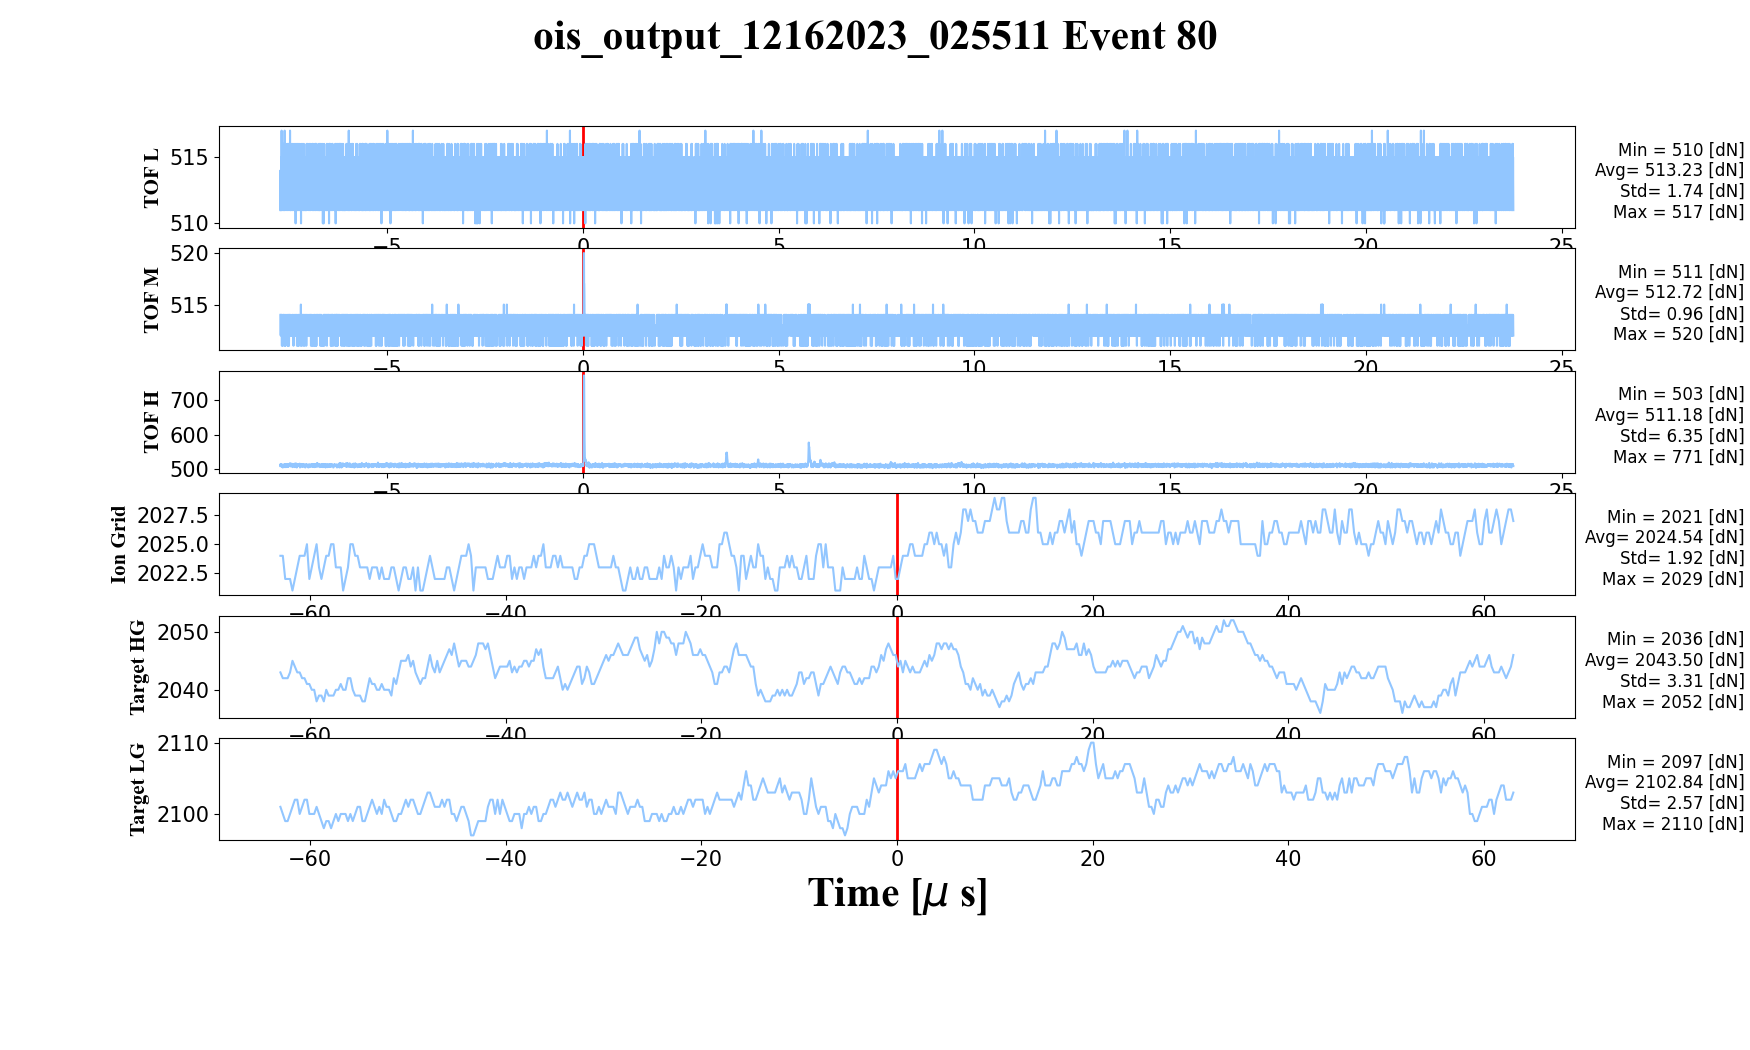 ois_output_12162023_025511 Event 80
TOF L
515
510
−5
0
5
10
15
20
25
Min = 510 [dN]
Avg= 513.23 [dN]
Std= 1.74 [dN]
Max = 517 [dN]
TOF M
520
515
−5
0
5
10
15
20
25
Min = 511 [dN]
Avg= 512.72 [dN]
Std= 0.96 [dN]
Max = 520 [dN]
TOF H
700
600
500
−5
0
5
10
15
20
25
Min = 503 [dN]
Avg= 511.18 [dN]
Std= 6.35 [dN]
Max = 771 [dN]
Ion Grid
2027.5
2025.0
2022.5
−60
−40
−20
0
20
40
60
Min = 2021 [dN]
Avg= 2024.54 [dN]
Std= 1.92 [dN]
Max = 2029 [dN]
Target HG
2050
2040
−60
−40
−20
0
20
40
60
Min = 2036 [dN]
Avg= 2043.50 [dN]
Std= 3.31 [dN]
Max = 2052 [dN]
Target LG
2110
2100
−60
−40
−20
0
20
40
60
Min = 2097 [dN]
Avg= 2102.84 [dN]
Std= 2.57 [dN]
Max = 2110 [dN]
Time [μ s]